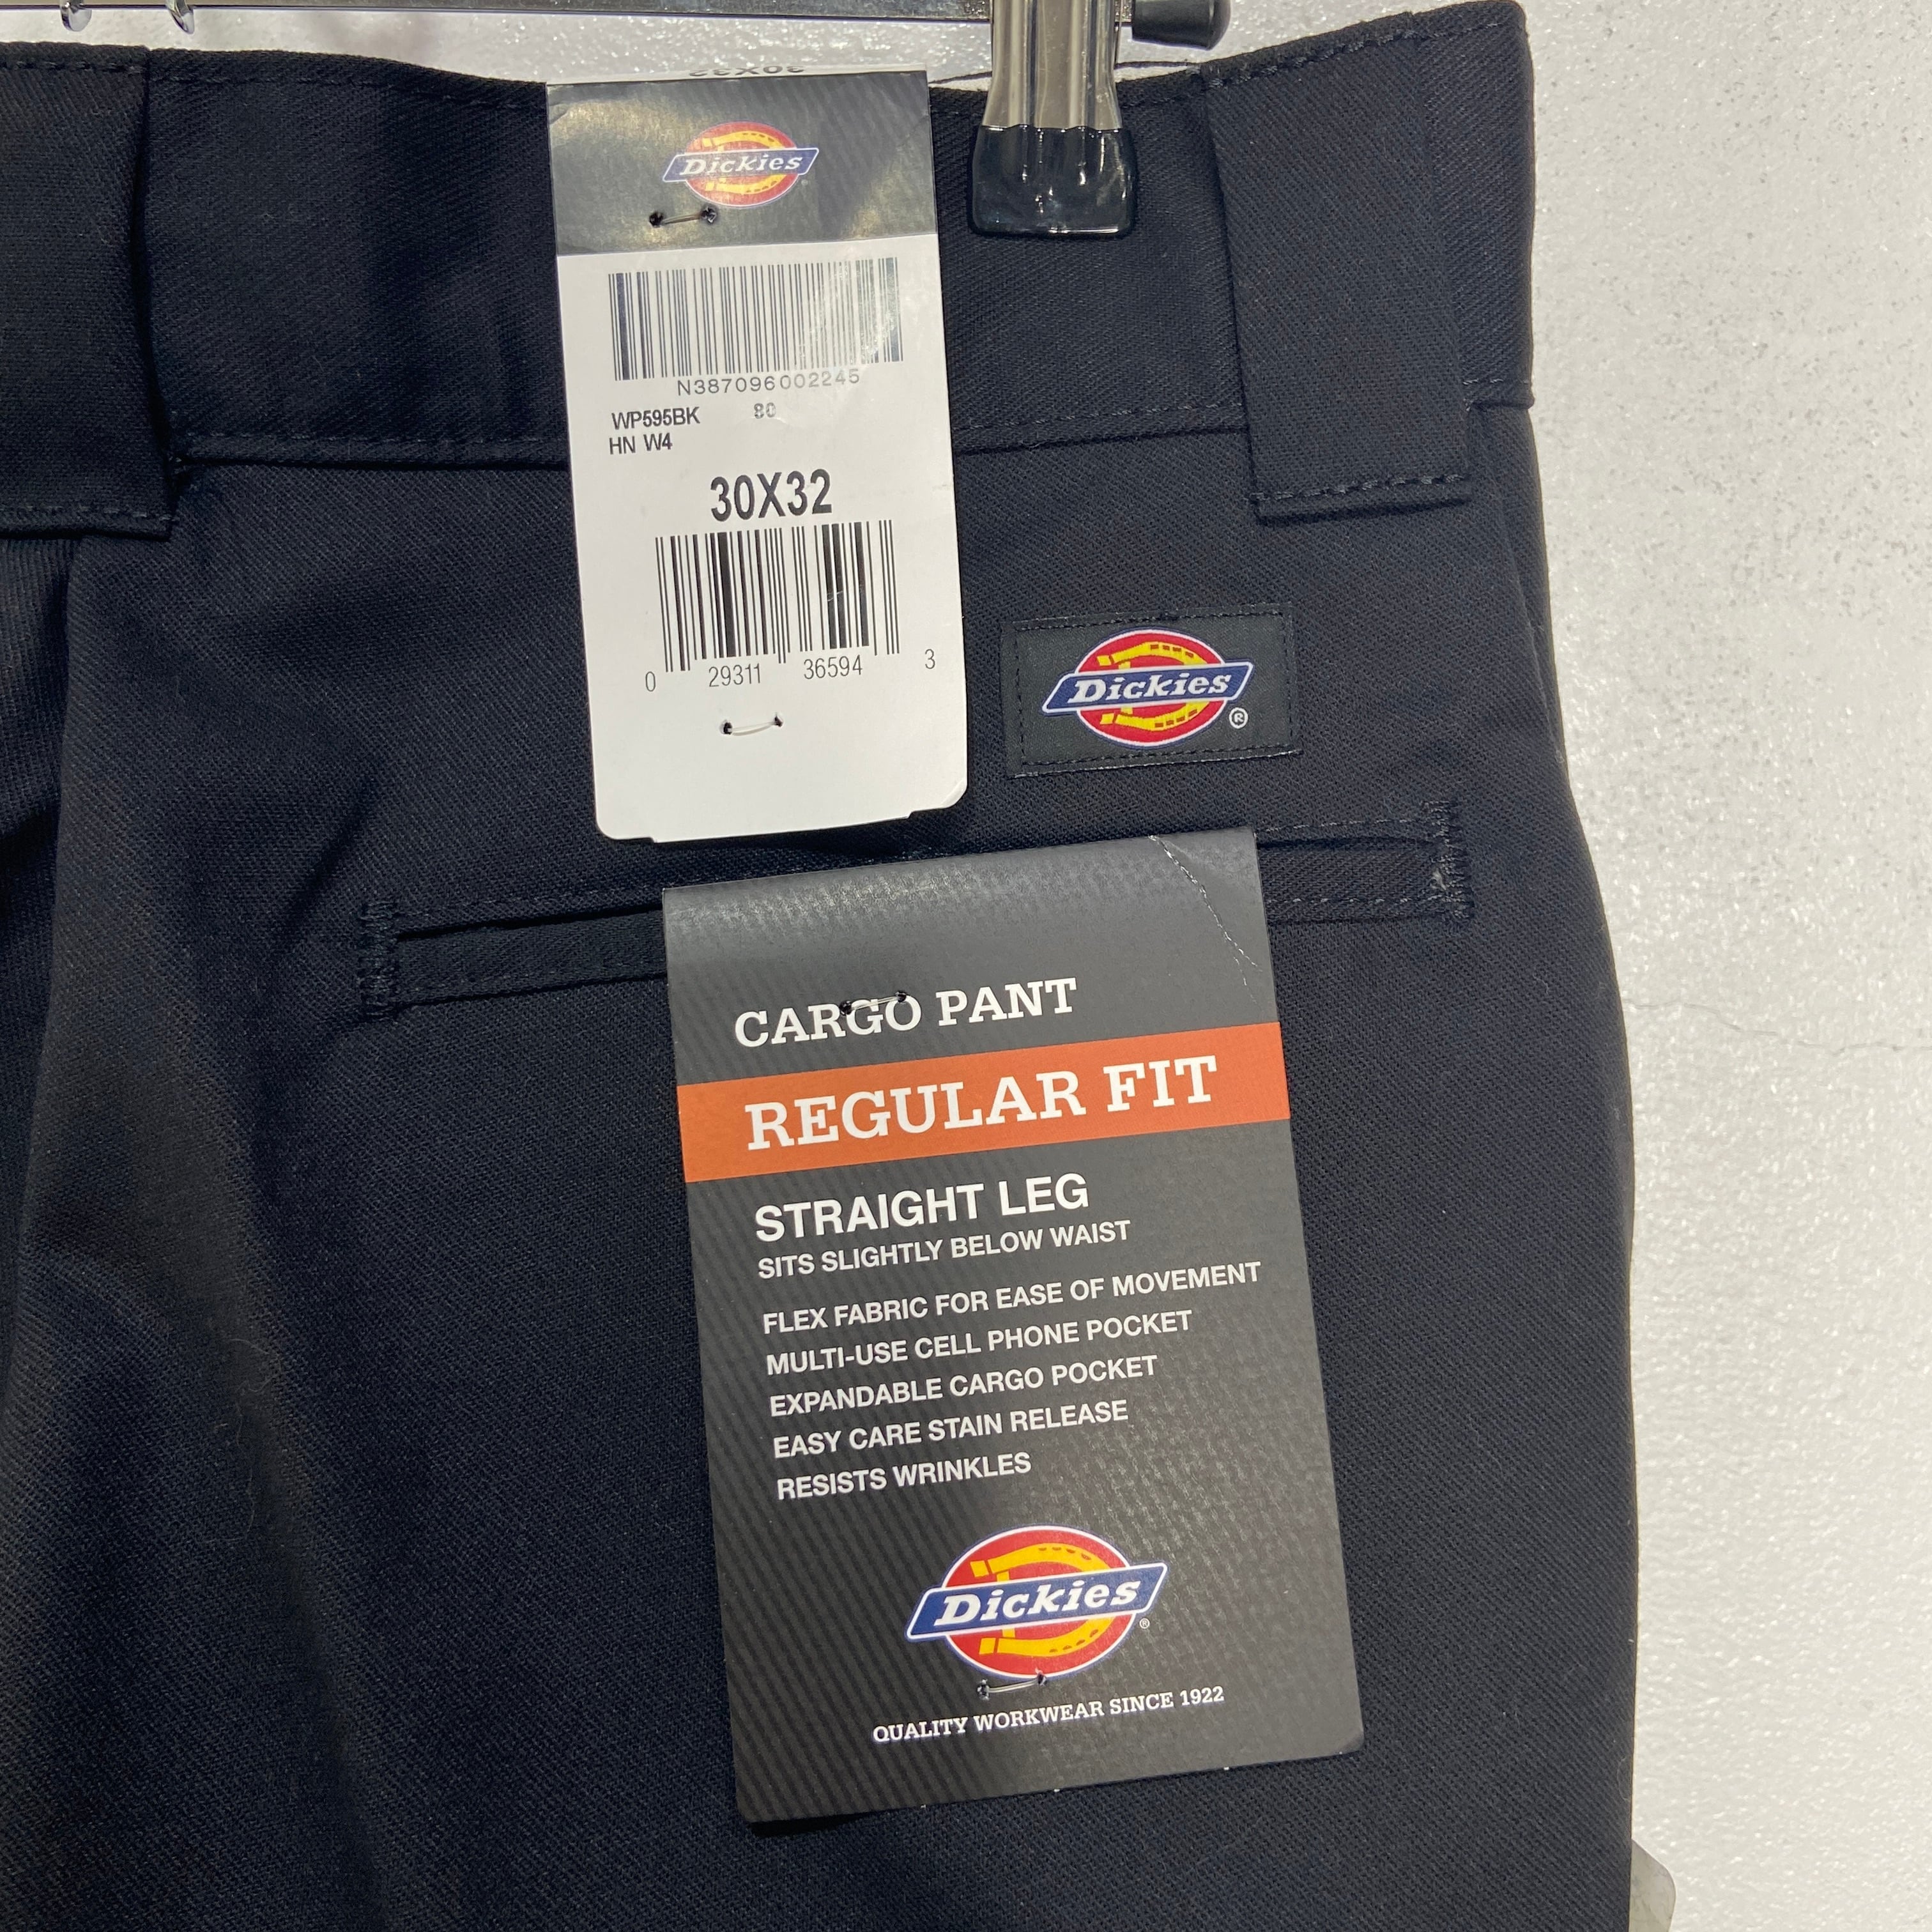 30X32
Dickies
N387096002245
WP595BK 80
HN W4
30X32
0 29311 36594 3
Dickies ®
CARGO PANT
REGULAR FIT
STRAIGHT LEG
SITS SLIGHTLY BELOW WAIST
FLEX FABRIC FOR EASE OF MOVEMENT
MULTI-USE CELL PHONE POCKET
EXPANDABLE CARGO POCKET
EASY CARE STAIN RELEASE
RESISTS WRINKLES
Dickies ®
QUALITY WORKWEAR SINCE 1922